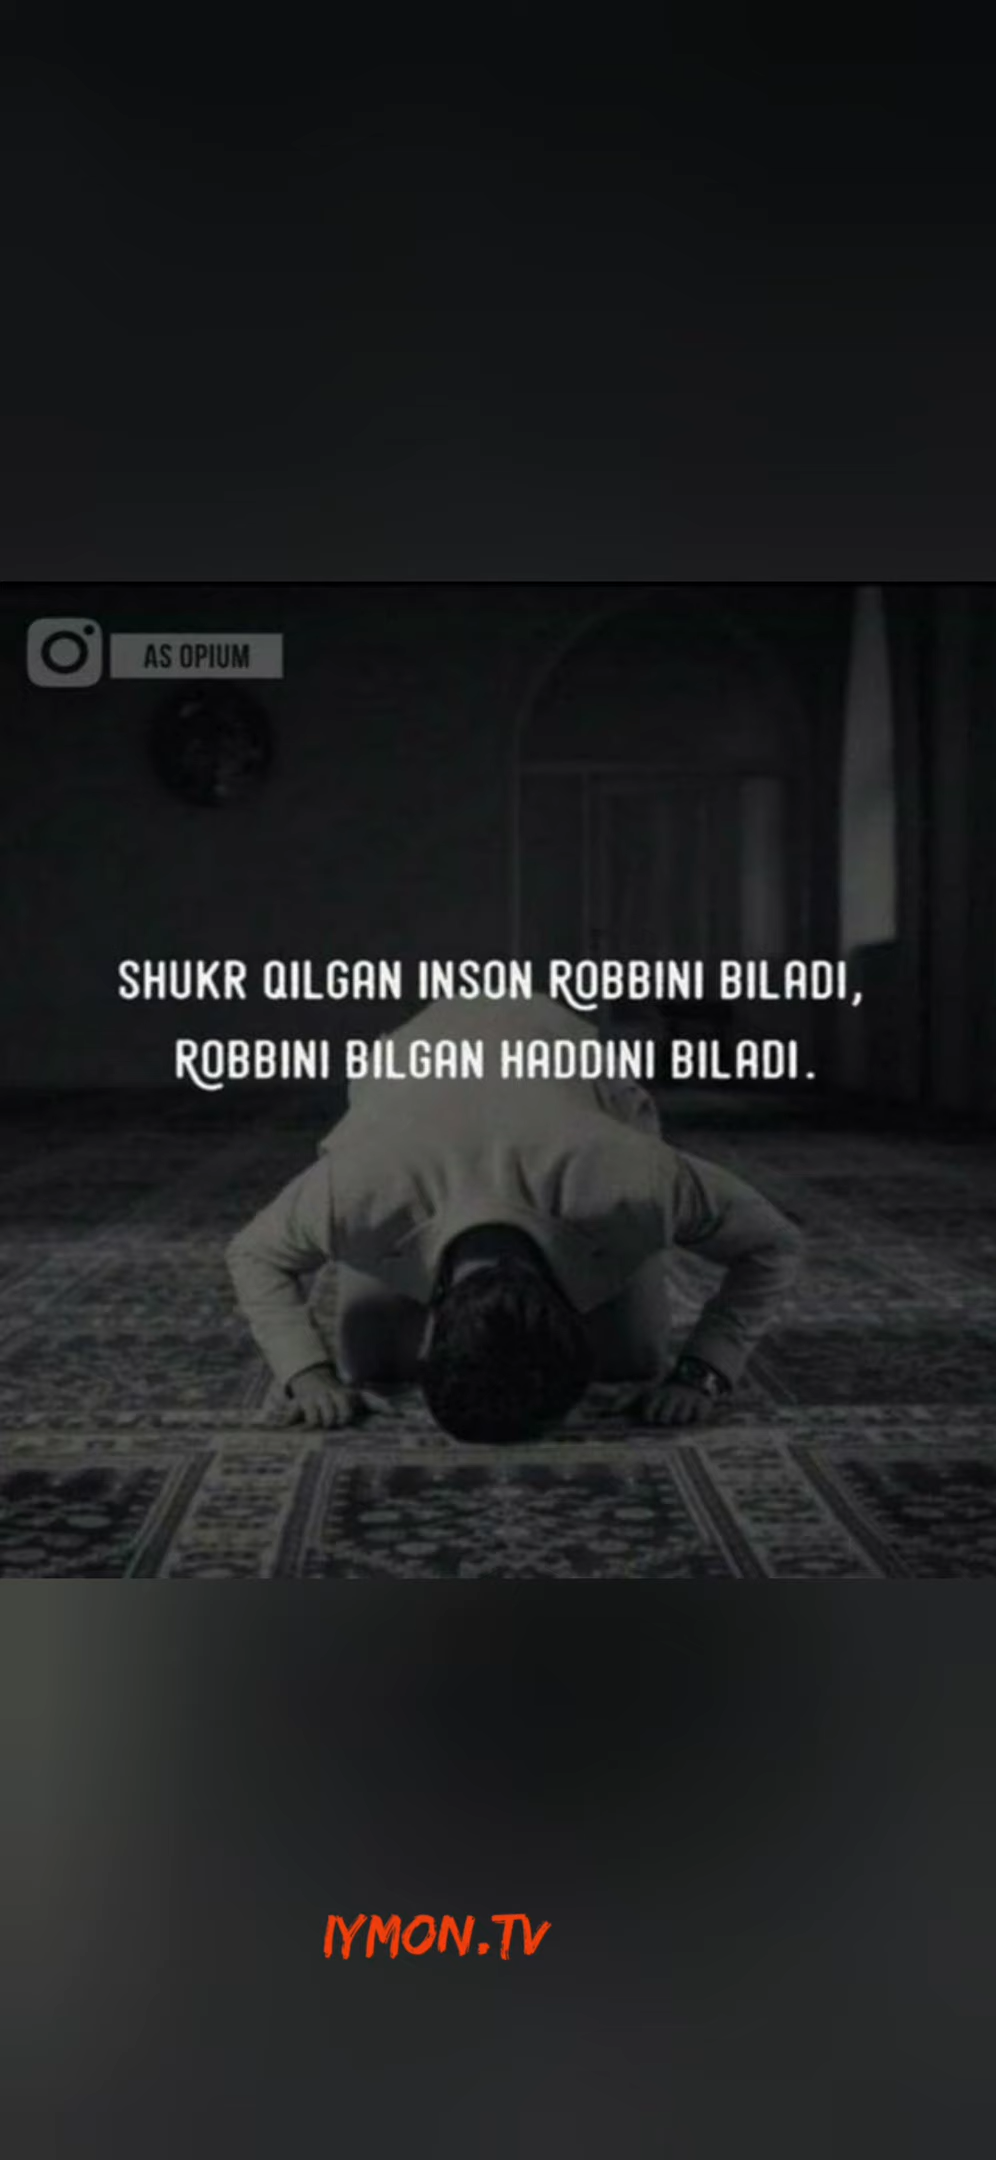 AS OPIUM
SHUKR QILGAN INSON ROBBINI BILADI,
ROBBINI BILGAN HADDINI BILADI.
IYMON.TV